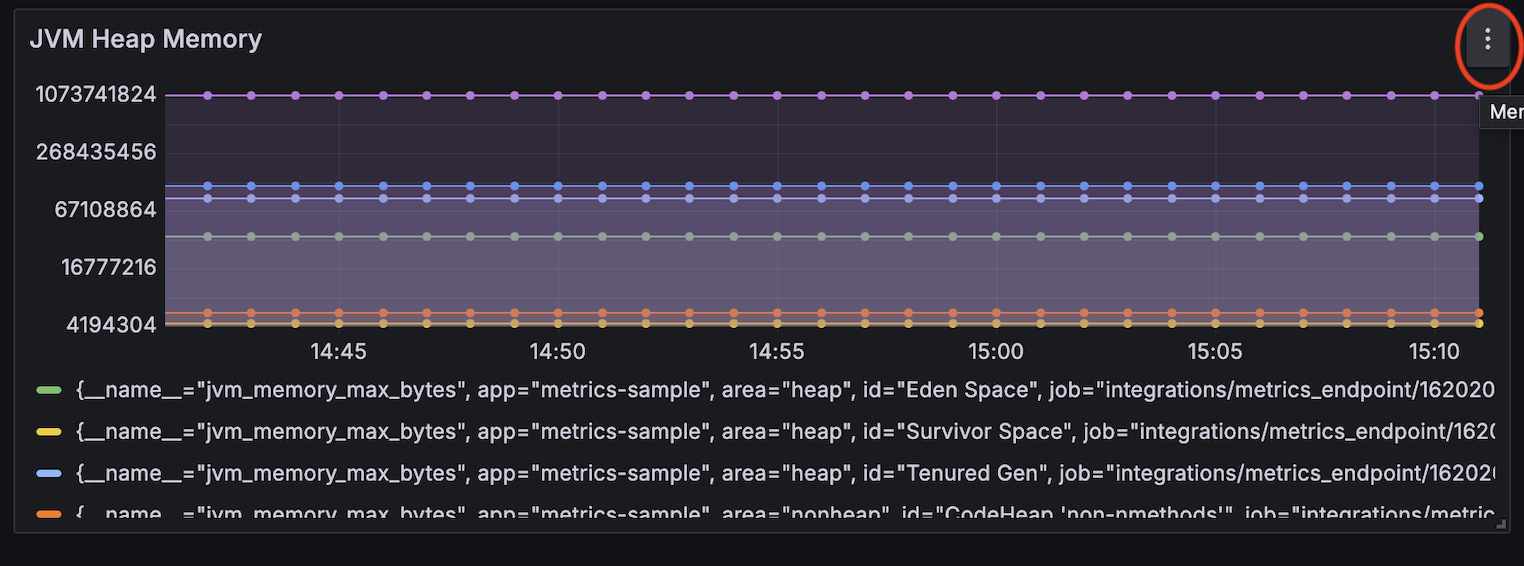 JVM Heap Memory
1073741824
268435456
67108864
16777216
4194304
14:45 14:50 14:55 15:00 15:05 15:10
{__name__="jvm_memory_max_bytes", app="metrics-sample", area="heap", id="Eden Space", job="integrations/metrics_endpoint/162020
{__name__="jvm_memory_max_bytes", app="metrics-sample", area="heap", id="Survivor Space", job="integrations/metrics_endpoint/1620
{__name__="jvm_memory_max_bytes", app="metrics-sample", area="heap", id="Tenured Gen", job="integrations/metrics_endpoint/162020
{__name__="jvm_memory_max_bytes", app="metrics-sample", area="nonheap", id="CodeHeap 'non-nmethods'", job="integrations/metric